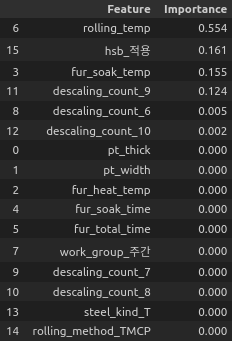 Feature Importance
6 rolling_temp 0.554
15 hsb_적용 0.161
3 fur_soak_temp 0.155
11 descaling_count_9 0.124
8 descaling_count_6 0.005
12 descaling_count_10 0.002
0 pt_thick 0.000
1 pt_width 0.000
2 fur_heat_temp 0.000
4 fur_soak_time 0.000
5 fur_total_time 0.000
7 work_group_주간 0.000
9 descaling_count_7 0.000
10 descaling_count_8 0.000
13 steel_kind_T 0.000
14 rolling_method_TMCP 0.000